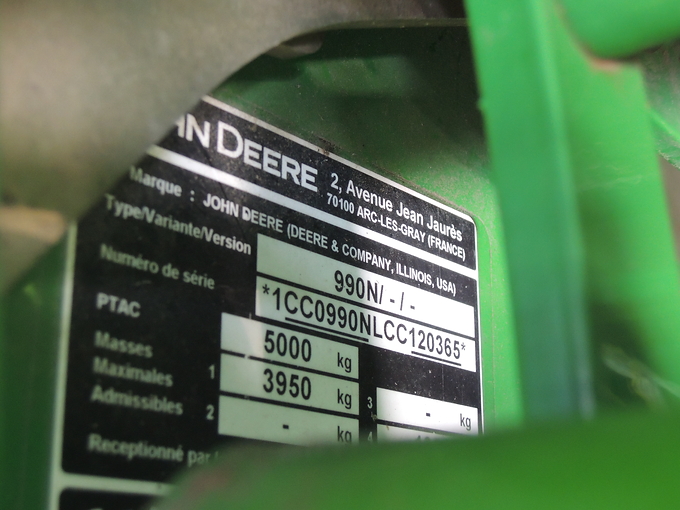 HN DEERE
2, Avenue Jean Jaurès
70100 ARC-LES-GRAY (FRANCE)
Marque : JOHN DEERE (DEERE & COMPANY, ILLINOIS, USA)
Type/Variante/Version 990N/ - / -
Numéro de série *1CC0990NLCC120365*
PTAC 5000 kg
Masses 1 3950 kg 3 - kg
Maximales
Admissibles 2 - kg 4
Receptionné par